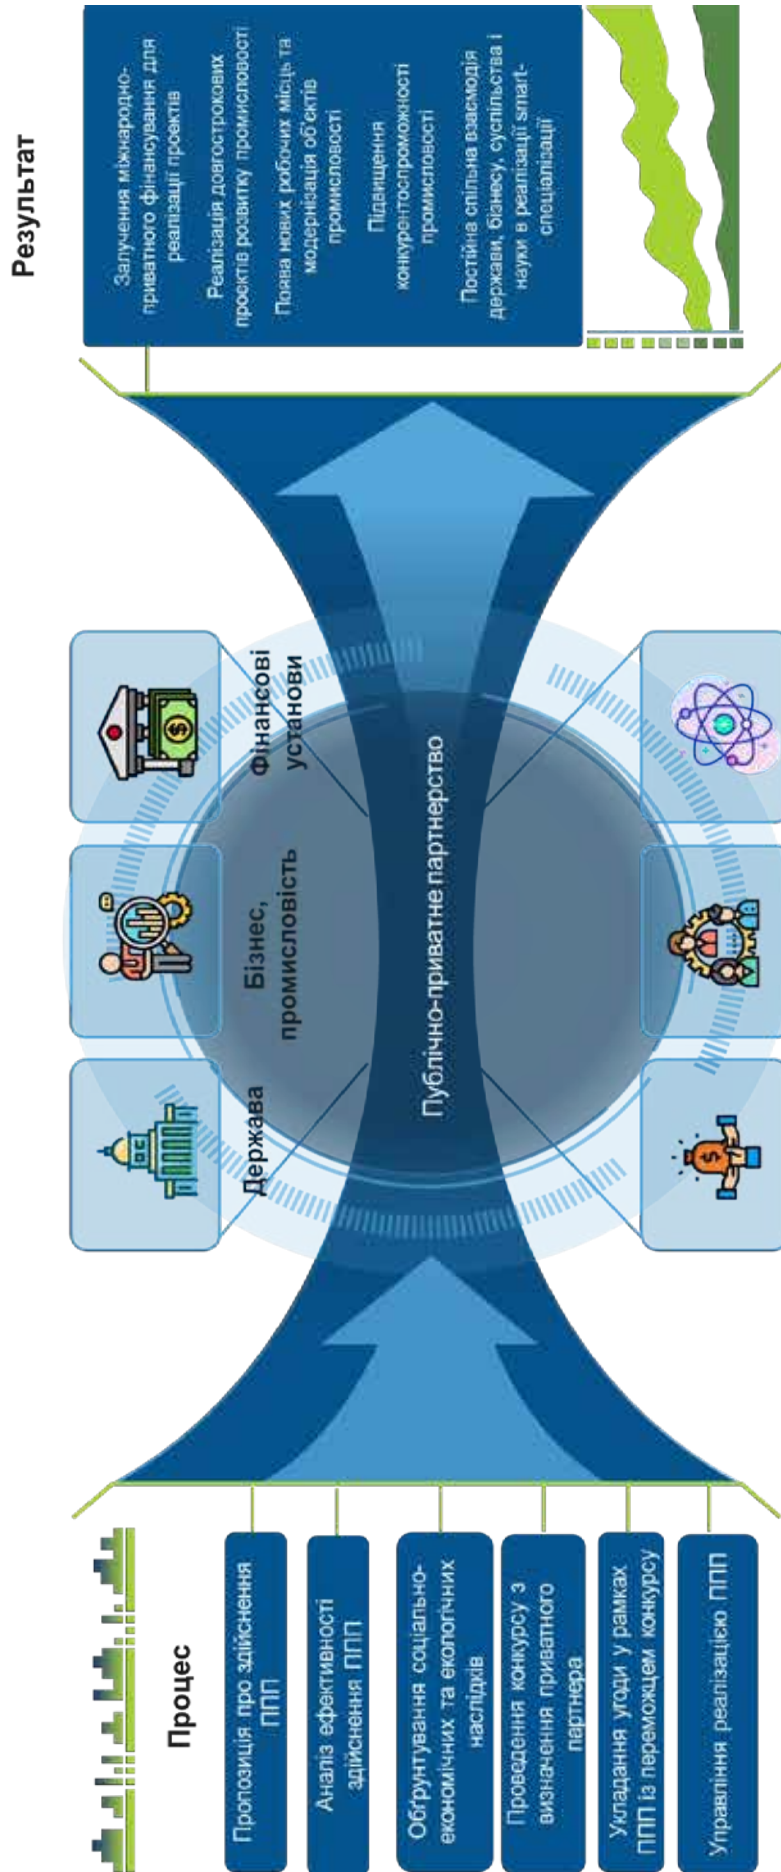 Процес
Пропозиція про здійснення
ППП
Аналіз ефективності
здійснення ППП
Обґрунтування соціально-
економічних та екологічних
наслідків
Проведення конкурсу з
визначення приватного
партнера
Укладання угоди у рамках
ППП із переможцем конкурсу
Управління реалізацією ППП
Держава
Бізнес,
промисловість
Фінансові
установи
Публічно-приватне партнерство
Результат
Залучення міжнародно-
приватного фінансування для
реалізації проектів
Реалізація довгострокових
проєктів розвитку промисловості
Поява нових робочих місць та
модернізація об'єктів
промисловості
Підвищення
конкурентоспроможності
промисловості
Постійна спільна взаємодія
держави, бізнесу, суспільства і
науки в реалізації smart-
спеціалізації